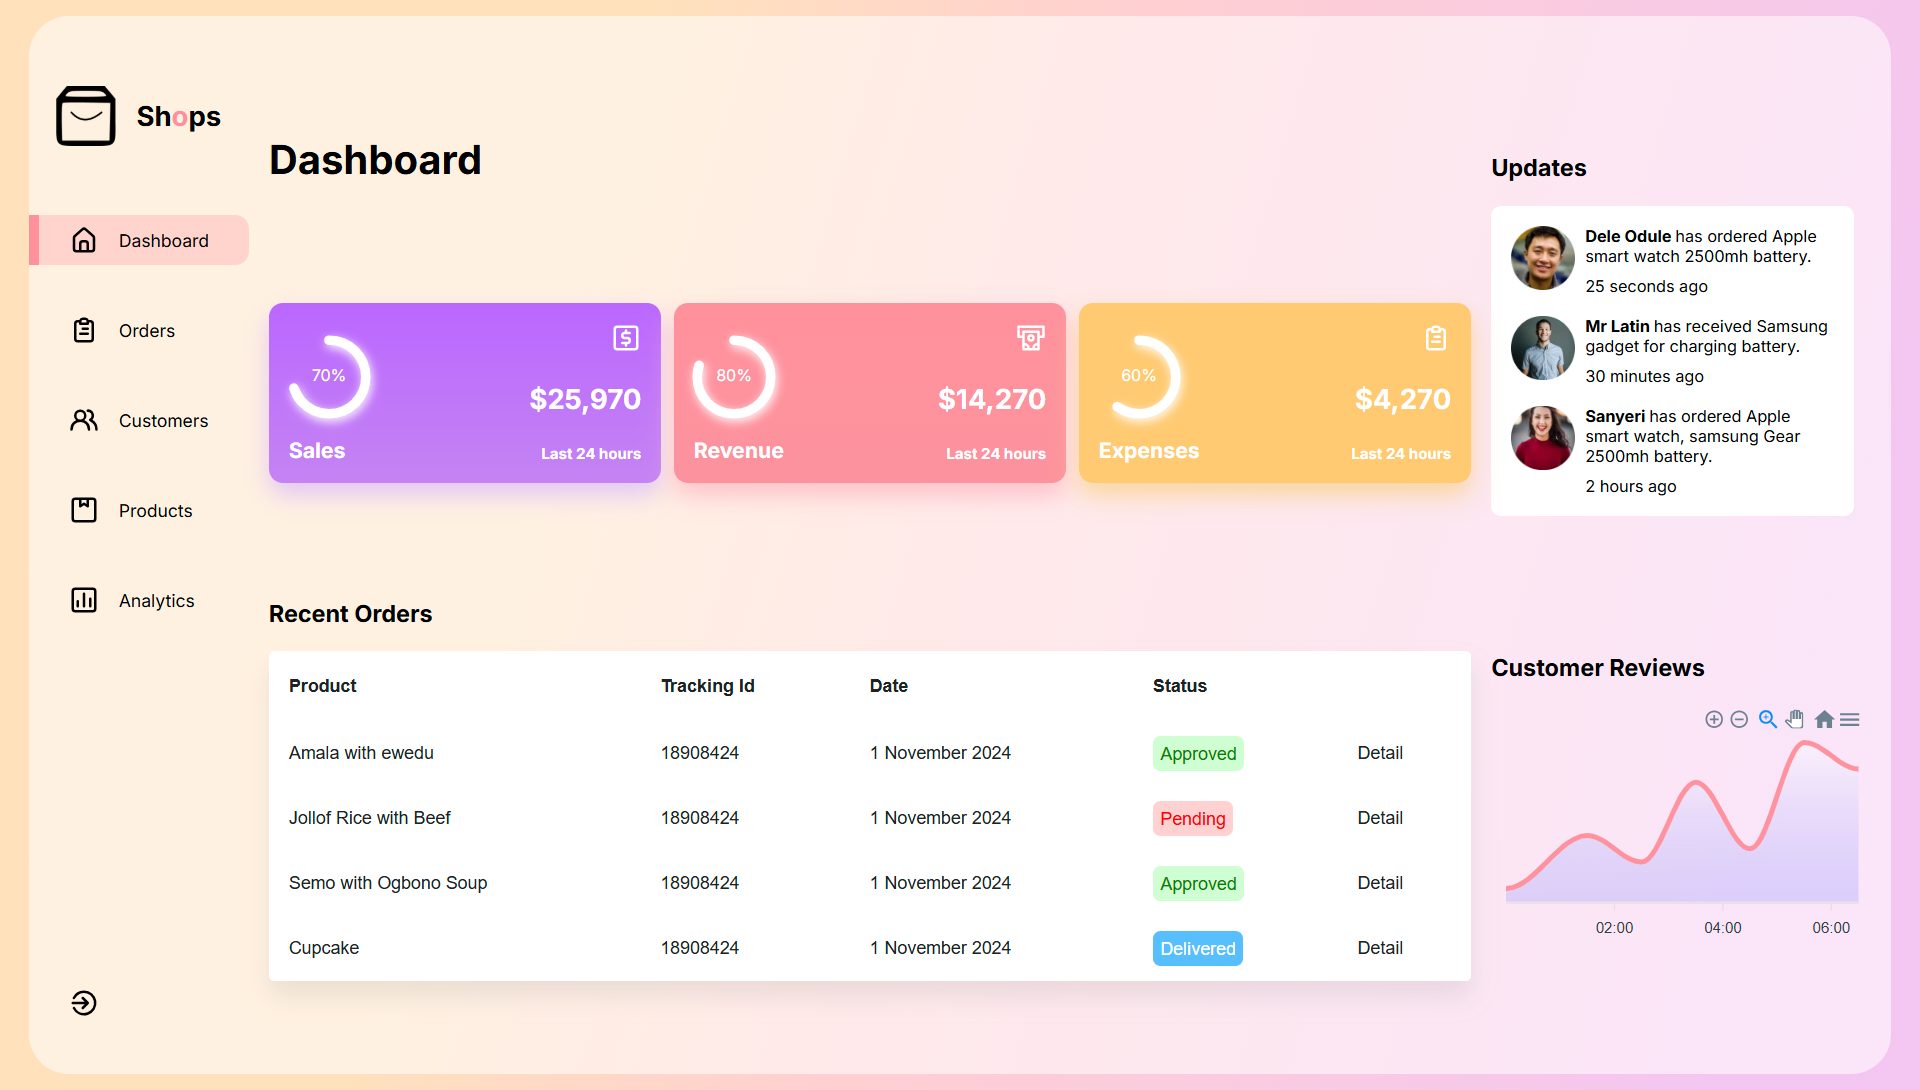 Shops
Dashboard
Orders
Customers
Products
Analytics
Dashboard
70%
$25,970
Sales
Last 24 hours
80%
$14,270
Revenue
Last 24 hours
60%
$4,270
Expenses
Last 24 hours
Recent Orders
Product Tracking Id Date Status
Amala with ewedu 18908424 1 November 2024 Approved Detail
Jollof Rice with Beef 18908424 1 November 2024 Pending Detail
Semo with Ogbono Soup 18908424 1 November 2024 Approved Detail
Cupcake 18908424 1 November 2024 Delivered Detail
Updates
Dele Odule has ordered Apple
smart watch 2500mh battery.
25 seconds ago
Mr Latin has received Samsung
gadget for charging battery.
30 minutes ago
Sanyeri has ordered Apple
smart watch, samsung Gear
2500mh battery.
2 hours ago
Customer Reviews
02:00 04:00 06:00